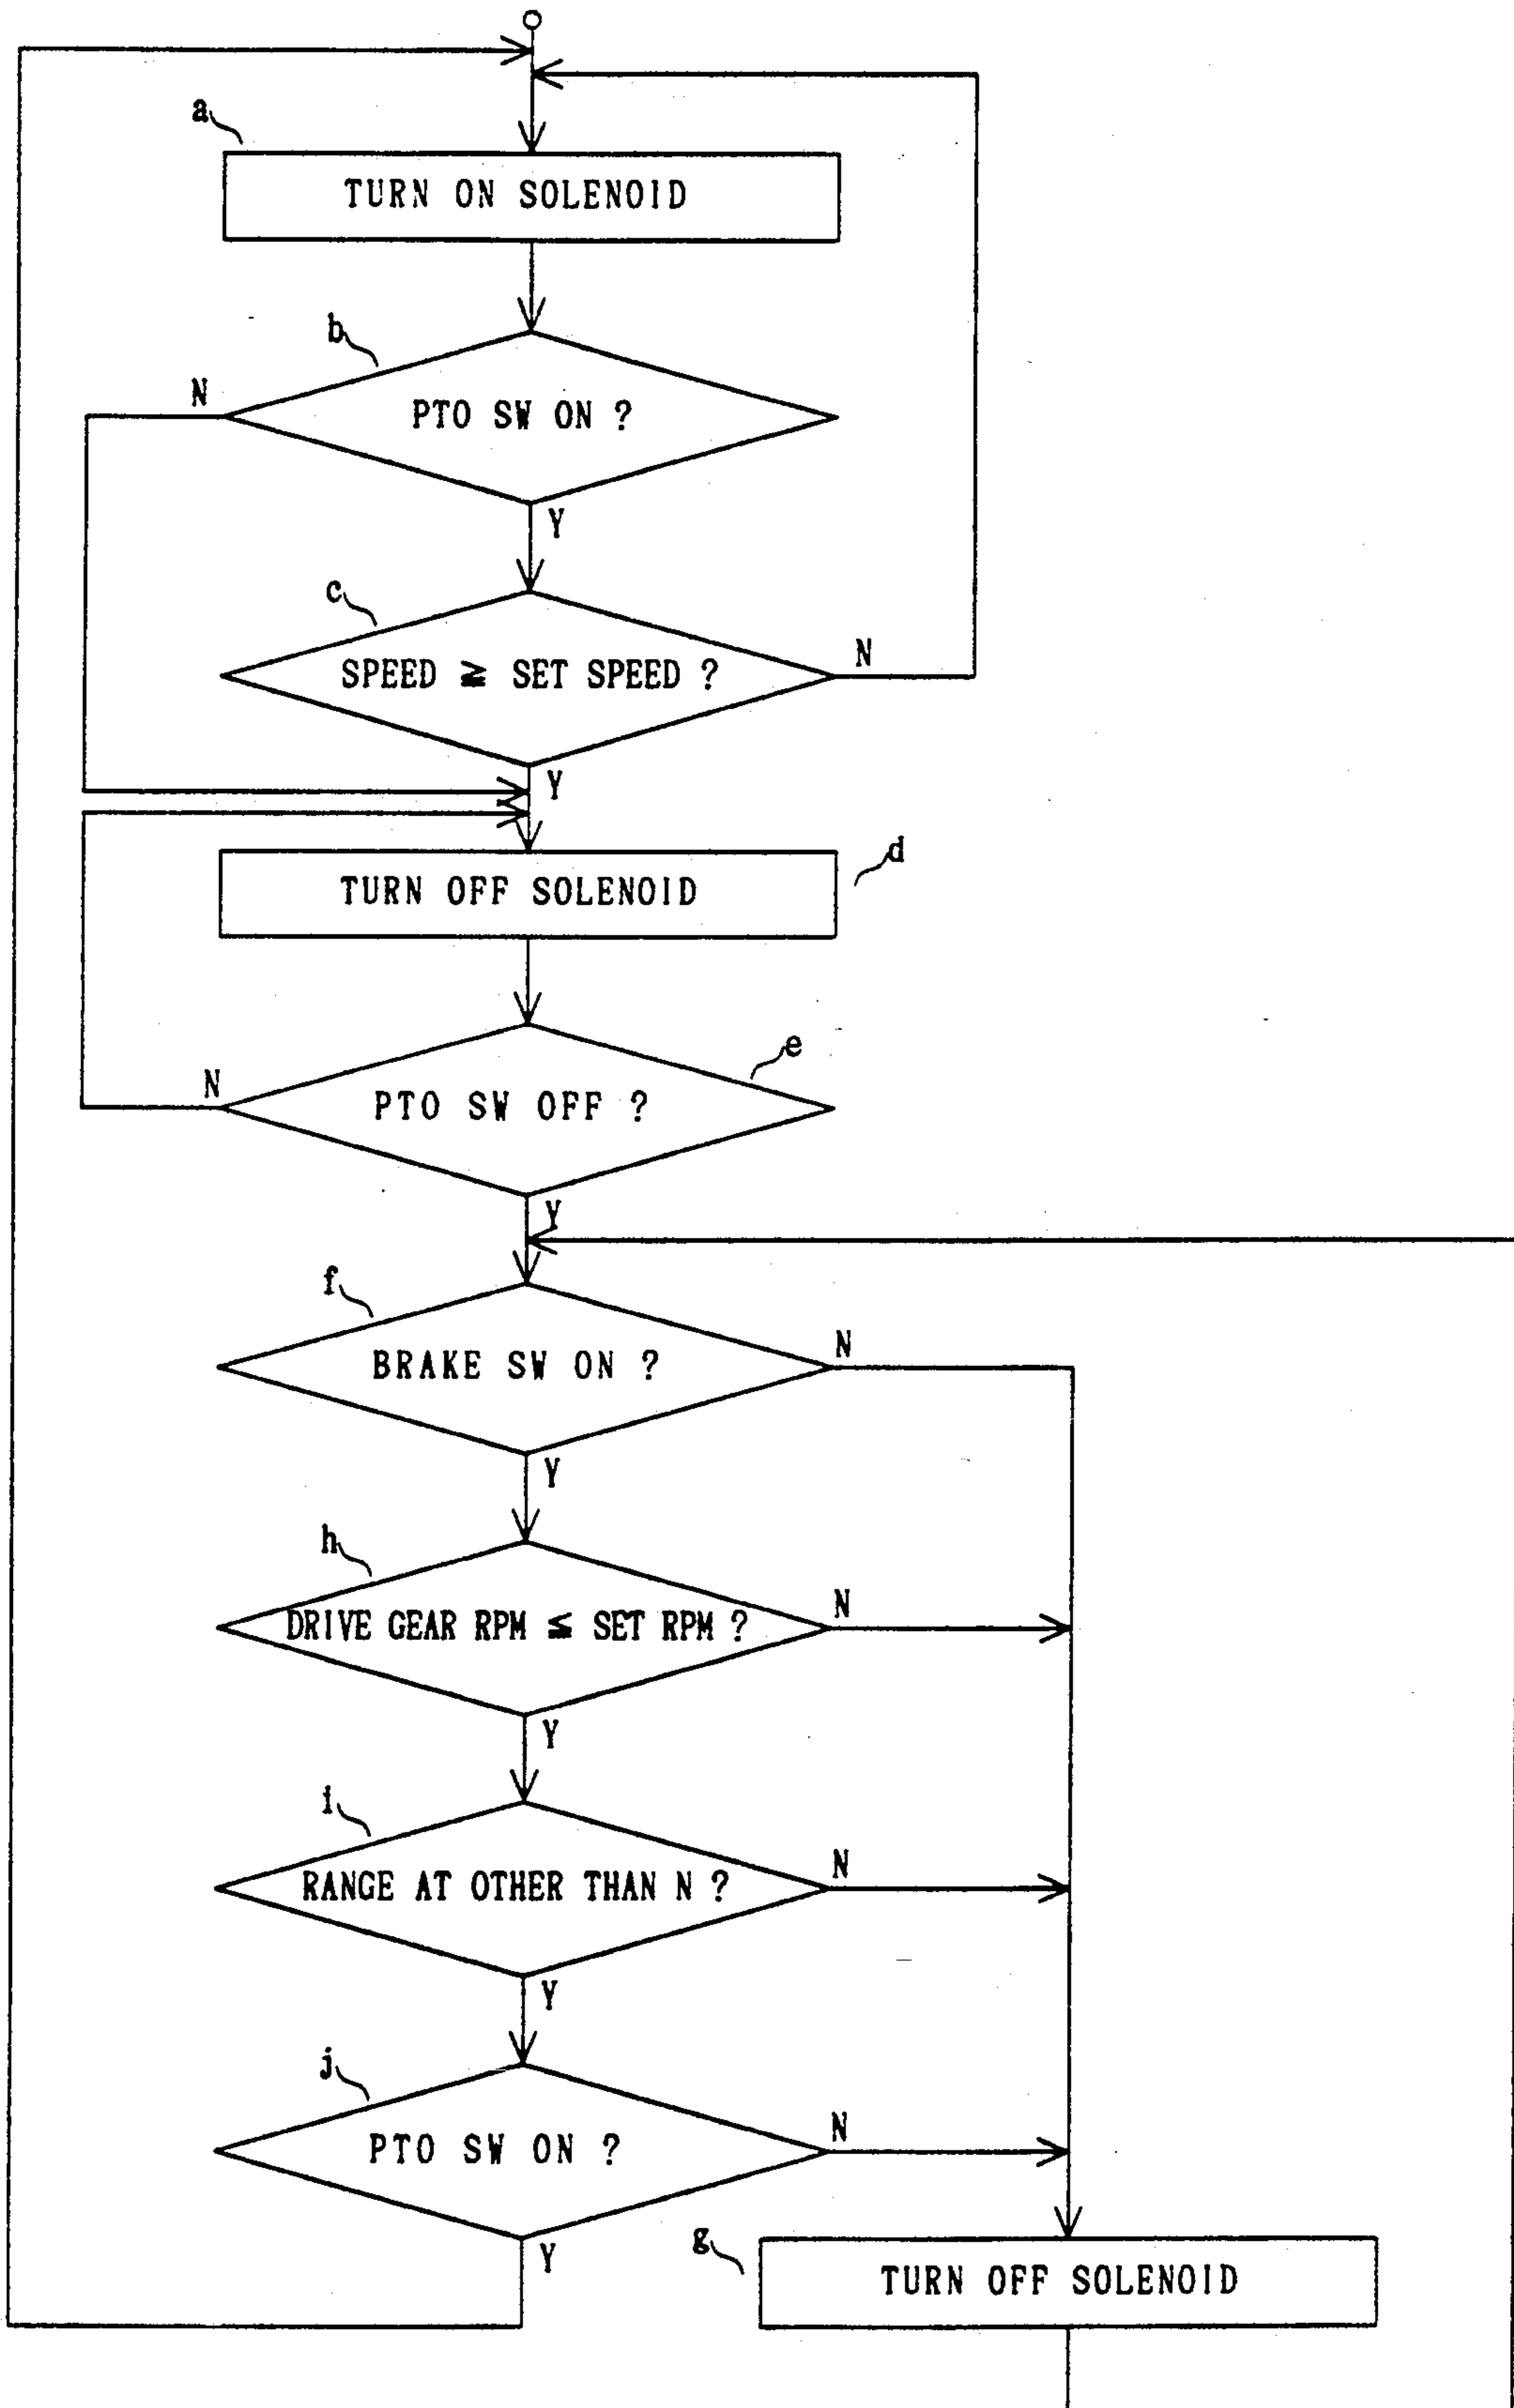 a
TURN ON SOLENOID
b
N
PTO SW ON ?
Y
c
SPEED ≧ SET SPEED ?
N
Y
d
TURN OFF SOLENOID
e
N
PTO SW OFF ?
Y
f
BRAKE SW ON ?
N
Y
h
DRIVE GEAR RPM ≦ SET RPM ?
N
Y
i
RANGE AT OTHER THAN N ?
N
Y
j
PTO SW ON ?
N
Y
g
TURN OFF SOLENOID